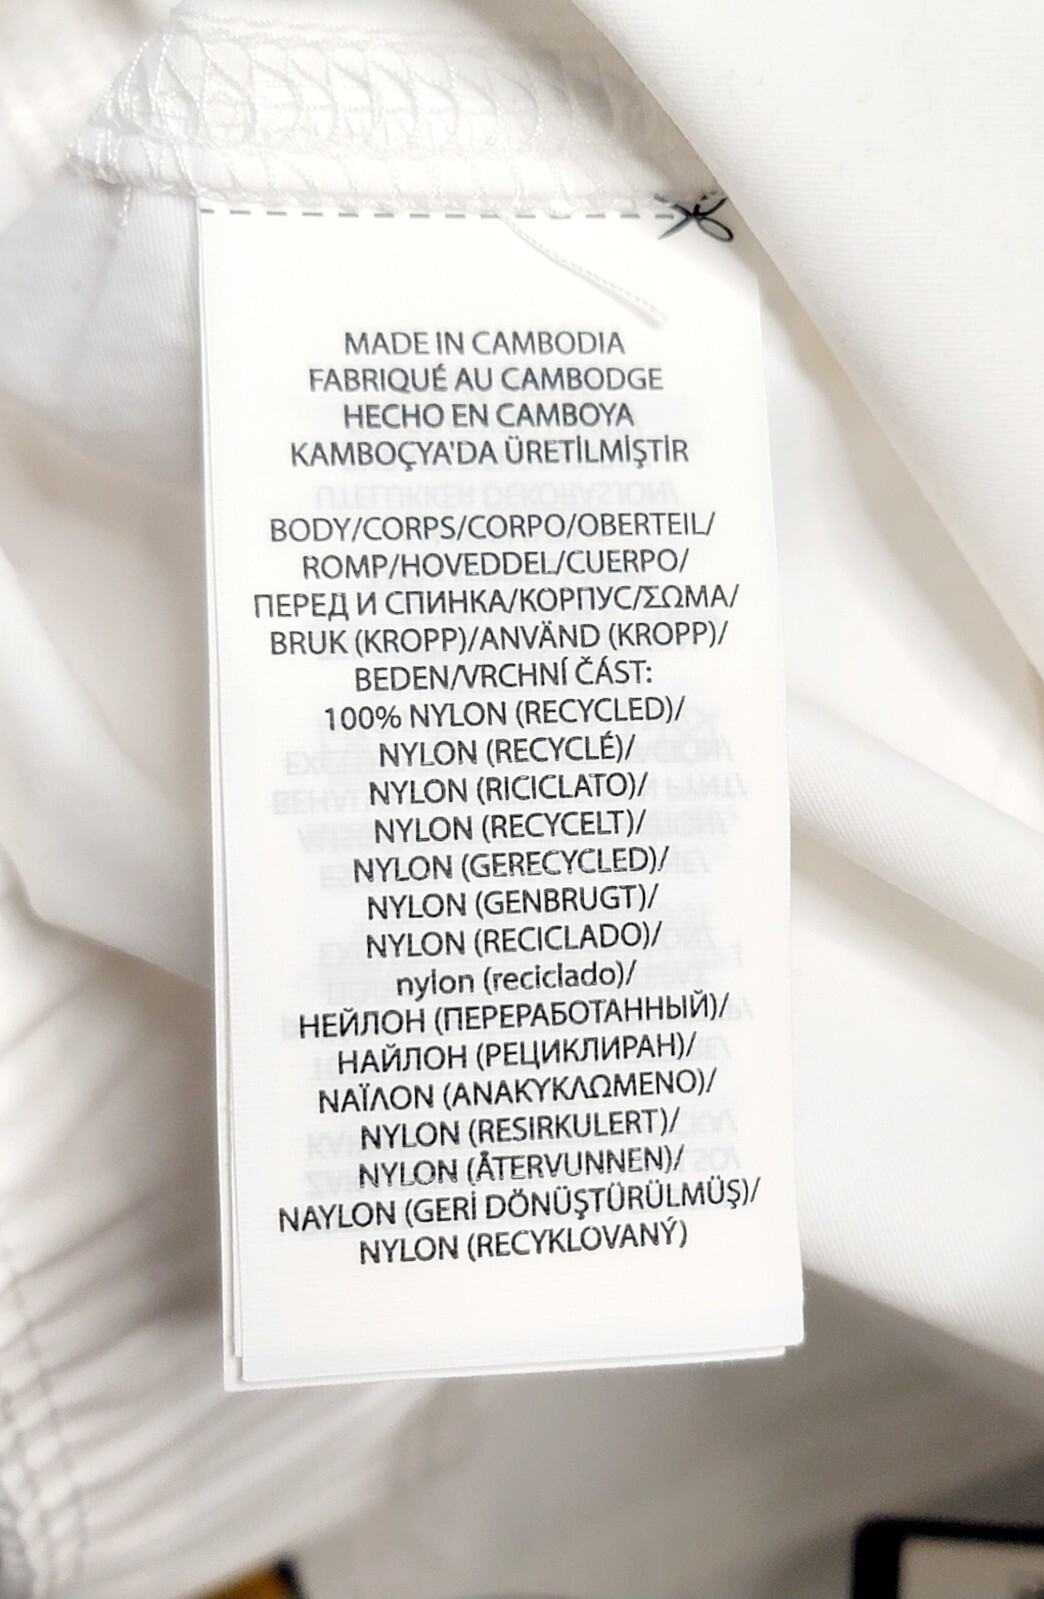 MADE IN CAMBODIA
FABRIQUÉ AU CAMBODGE
HECHO EN CAMBOYA
KAMBOÇYA'DA ÜRETİLMİŞTİR
BODY/CORPS/CORPO/OBERTEIL/
ROMP/HOVEDDEL/CUERPO/
ПЕРЕД И СПИНКА/КОРПУС/ΣΩΜΑ/
BRUK (KROPP)/ANVÄND (KROPP)/
BEDEN/VRCHNÍ ČÁST:
100% NYLON (RECYCLED)/
NYLON (RECYCLÉ)/
NYLON (RICICLATO)/
NYLON (RECYCELT)/
NYLON (GERECYCLED)/
NYLON (GENBRUGT)/
NYLON (RECICLADO)/
nylon (reciclado)/
НЕЙЛОН (ПЕРЕРАБОТАННЫЙ)/
НАЙЛОН (РЕЦИКЛИРАН)/
ΝΑΪΛΟΝ (ΑΝΑΚΥΚΛΩΜΕΝΟ)/
NYLON (RESIRKULERT)/
NYLON (ÅTERVUNNEN)/
NAYLON (GERİ DÖNÜŞTÜRÜLMÜŞ)/
NYLON (RECYKLOVANÝ)